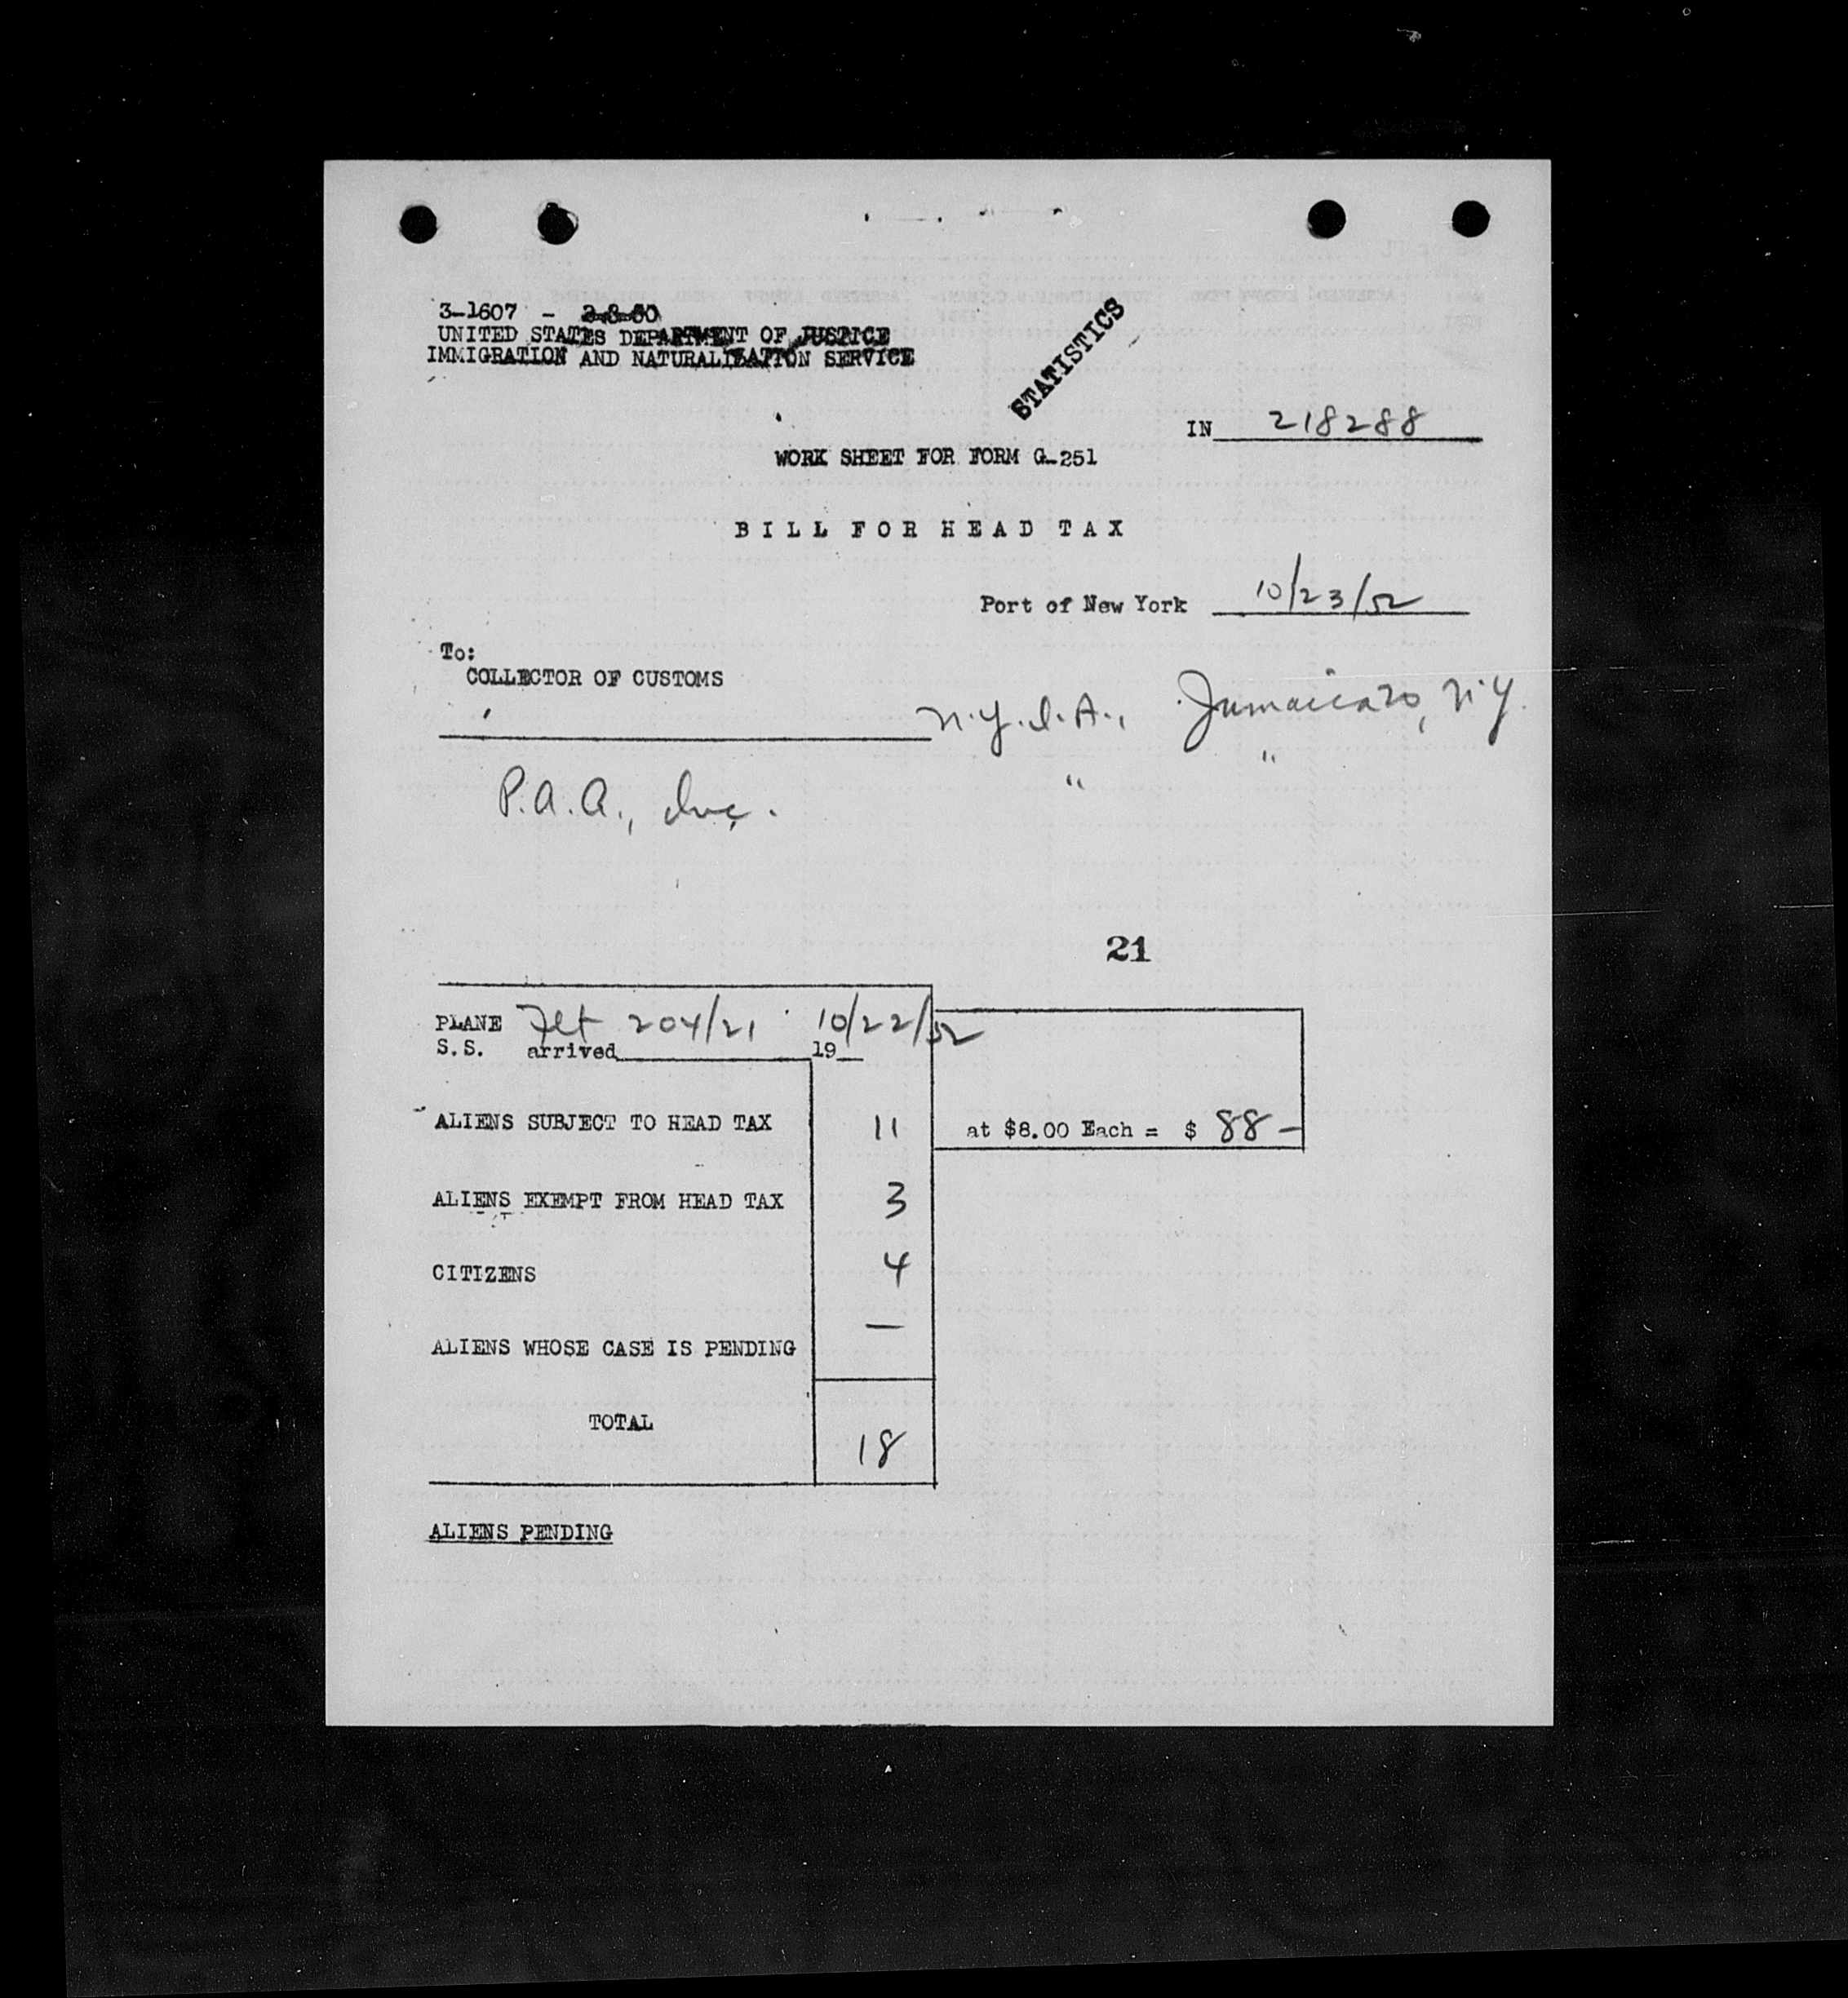 3-1607 - 2-8-50
UNITED STATES DEPARTMENT OF JUSTICE
IMMIGRATION AND NATURALIZATION SERVICE
STATISTICS
IN 218288
WORK SHEET FOR FORM G-251
BILL FOR HEAD TAX
Port of New York 10/23/52
To:
COLLECTOR OF CUSTOMS
N.Y.I.A., Jamaica 20, N.Y.
P.A.A., Inc. " "
21
PLANE Flt 204/21 10/22/52
S.S. arrived 19
ALIENS SUBJECT TO HEAD TAX 11 at $8.00 Each = $ 88 –
ALIENS EXEMPT FROM HEAD TAX 3
CITIZENS 4
ALIENS WHOSE CASE IS PENDING —
TOTAL 18
ALIENS PENDING